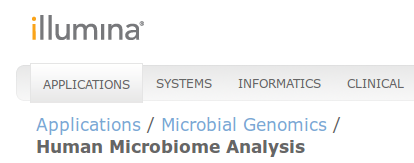 illumina®
APPLICATIONS SYSTEMS INFORMATICS CLINICAL
Applications / Microbial Genomics /
Human Microbiome Analysis